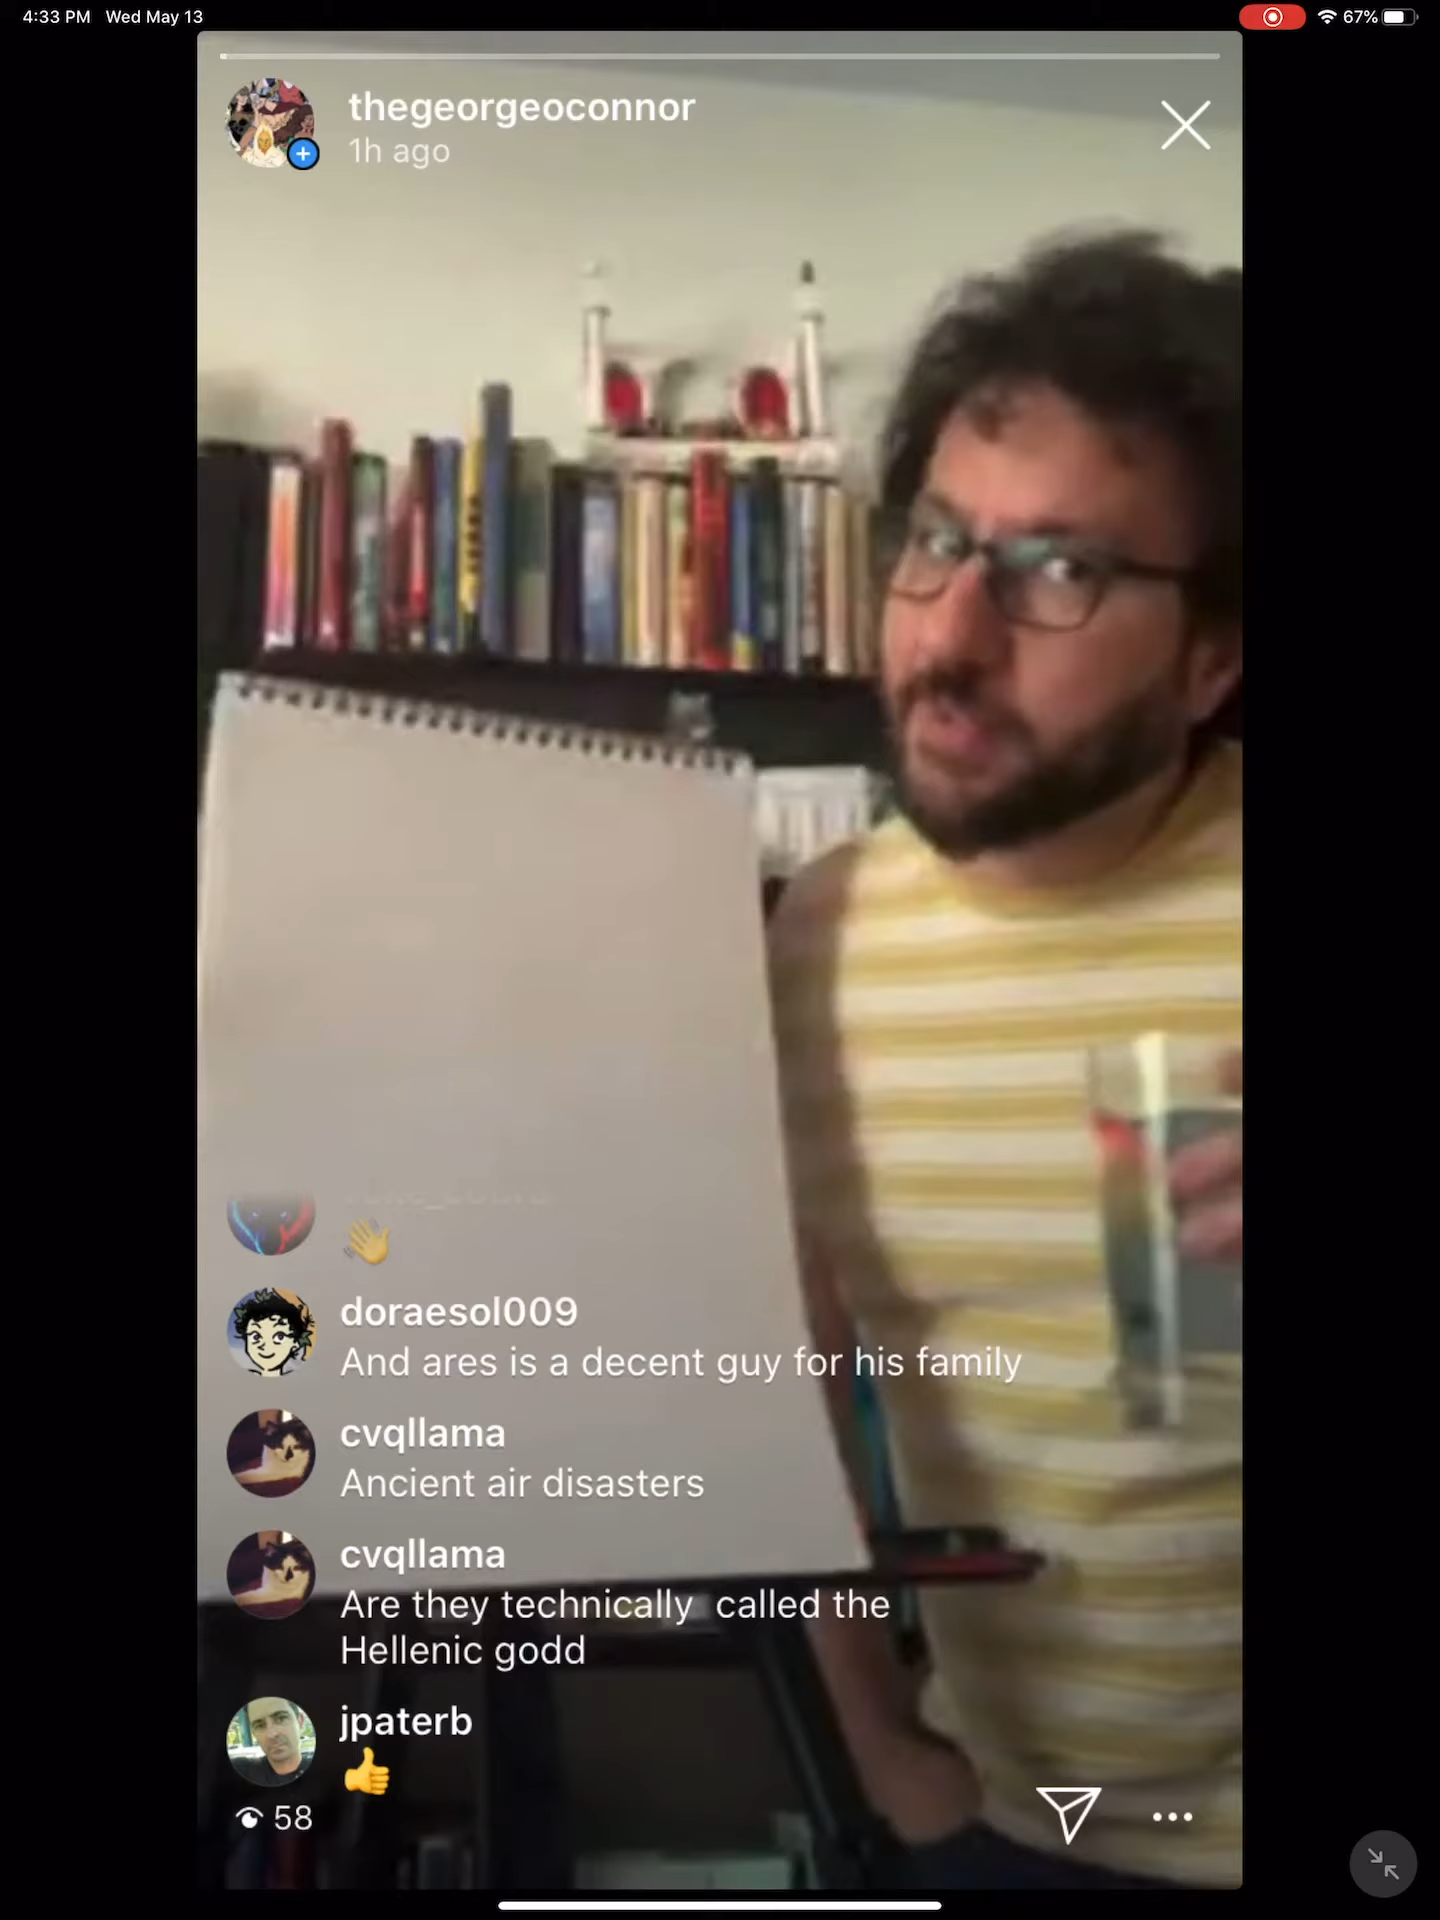 4:33 PM Wed May 13
67%
thegeorgeoconnor
1h ago
👋
doraesol009
And ares is a decent guy for his family
cvqllama
Ancient air disasters
cvqllama
Are they technically  called the
Hellenic godd
jpaterb
👍
58